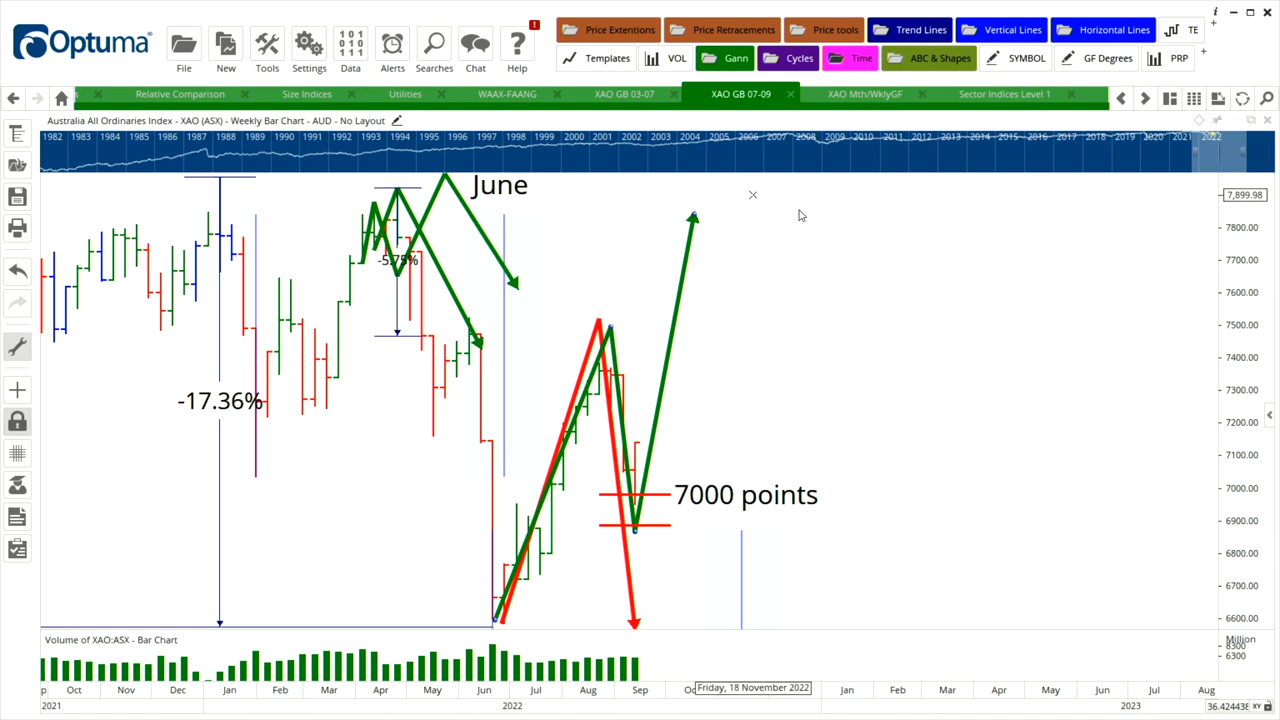 Optuma
File
New
Tools
Settings
Data
Alerts
Searches
Chat
Help
Price Extentions
Price Retracements
Price tools
Trend Lines
Vertical Lines
Horizontal Lines
TE
Templates
VOL
Gann
Cycles
Time
ABC & Shapes
SYMBOL
GF Degrees
PRP
s
Relative Comparison
Size Indices
Utilities
WAAX-FAANG
XAO GB 03-07
XAO GB 07-09
XAO Mth/WklyGF
Sector Indices Level 1
Australia All Ordinaries Index - XAO (ASX) - Weekly Bar Chart - AUD - No Layout
1982 1983 1984 1985 1986 1987 1988 1989 1990 1991 1992 1993 1994 1995 1996 1997 1998 1999 2000 2001 2002 2003 2004 2005 2006 2007 2008 2009 2010 2011 2012 2013 2014 2015 2016 2017 2018 2019 2020 2021 2022
June
7,899.98
7800.00
7700.00
-5.75%
7600.00
7500.00
7400.00
-17.36%
7300.00
7200.00
7100.00
7000 points
7000.00
6900.00
6800.00
6700.00
6600.00
Volume of XAO:ASX - Bar Chart
Million
8300
6300
p Oct Nov Dec Jan Feb Mar Apr May Jun Jul Aug Sep Oc Friday, 18 November 2022 Jan Feb Mar Apr May Jun Jul Aug
2021 2022 2023
36.424438 XY